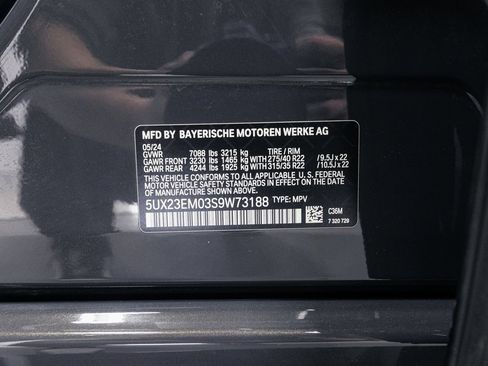 MFD BY BAYERISCHE MOTOREN WERKE AG
05/24
GVWR 7088 lbs 3215 kg TIRE / RIM
GAWR FRONT 3230 lbs 1465 kg WITH 275/40 R22 / 9.5J x 22
GAWR REAR 4244 lbs 1925 kg WITH 315/35 R22 / 10.5J x 22
THIS VEHICLE CONFORMS TO ALL APPLICABLE U. S. FEDERAL
MOTOR VEHICLE SAFETY STANDARDS IN EFFECT ON THE DATE OF
MANUFACTURE SHOWN ABOVE.
5UX23EM03S9W73188 TYPE: MPV
C36M
7 320 729